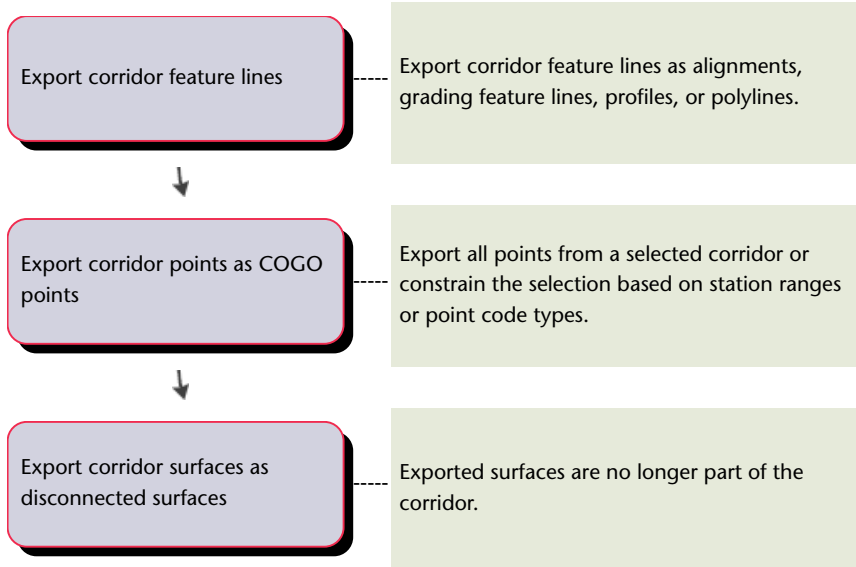 Export corridor feature lines
Export corridor feature lines as alignments,
grading feature lines, profiles, or polylines.
Export corridor points as COGO
points
Export all points from a selected corridor or
constrain the selection based on station ranges
or point code types.
Export corridor surfaces as
disconnected surfaces
Exported surfaces are no longer part of the
corridor.